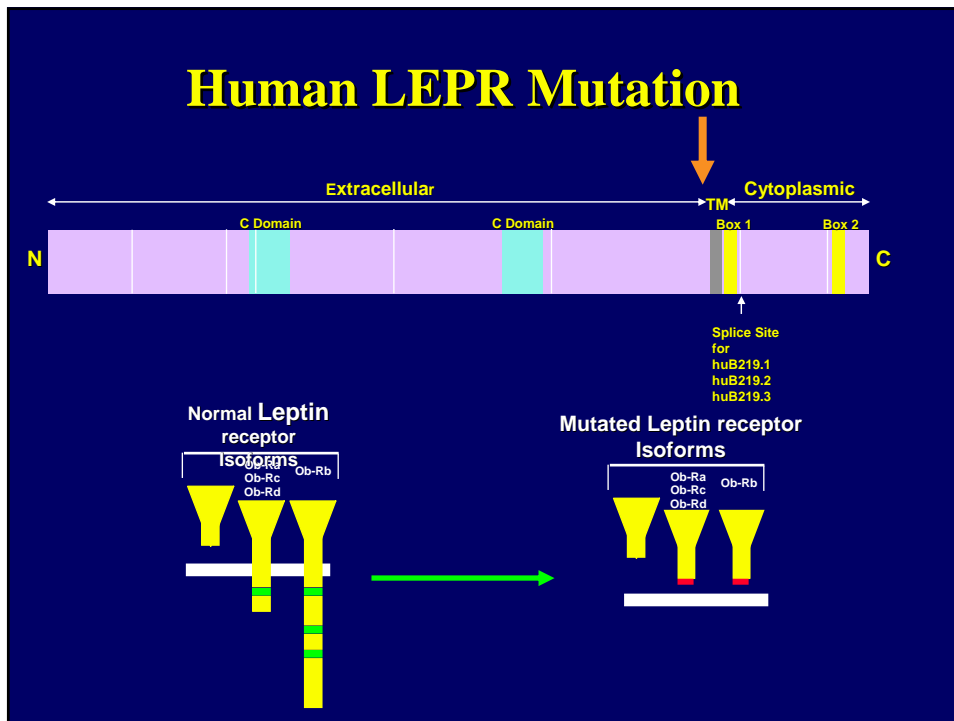 Human LEPR Mutation
Extracellular
Cytoplasmic
TM
C Domain
C Domain
Box 1
Box 2
N
C
Splice Site
for
huB219.1
huB219.2
huB219.3
Normal Leptin
receptor
Isoforms
Ob-Ra
Ob-Rc
Ob-Rd
Ob-Rb
Mutated Leptin receptor
Isoforms
Ob-Ra
Ob-Rc
Ob-Rd
Ob-Rb